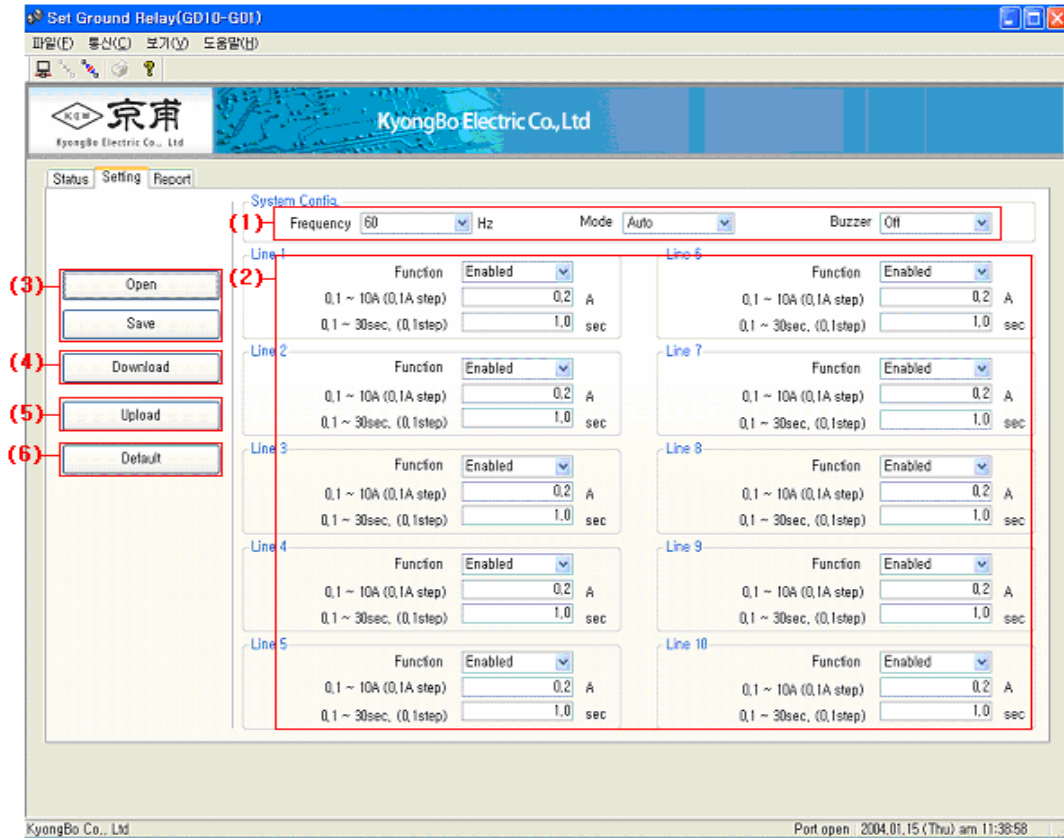 Set Ground Relay(GD10-G01)
파일(F) 통신(C) 보기(V) 도움말(H)
京甫
KyongBo Electric Co., Ltd
KyongBo Electric Co., Ltd
Status Setting Report
System Config.
(1) Frequency 60 Hz Mode Auto Buzzer Off
(2)
(3) Open
Save
(4) Download
(5) Upload
(6) Default
Line 1
Function Enabled
0,1 ~ 10A (0,1A step) 0,2 A
0,1 ~ 30sec, (0,1step) 1,0 sec
Line 2
Function Enabled
0,1 ~ 10A (0,1A step) 0,2 A
0,1 ~ 30sec, (0,1step) 1,0 sec
Line 3
Function Enabled
0,1 ~ 10A (0,1A step) 0,2 A
0,1 ~ 30sec, (0,1step) 1,0 sec
Line 4
Function Enabled
0,1 ~ 10A (0,1A step) 0,2 A
0,1 ~ 30sec, (0,1step) 1,0 sec
Line 5
Function Enabled
0,1 ~ 10A (0,1A step) 0,2 A
0,1 ~ 30sec, (0,1step) 1,0 sec
Line 6
Function Enabled
0,1 ~ 10A (0,1A step) 0,2 A
0,1 ~ 30sec, (0,1step) 1,0 sec
Line 7
Function Enabled
0,1 ~ 10A (0,1A step) 0,2 A
0,1 ~ 30sec, (0,1step) 1,0 sec
Line 8
Function Enabled
0,1 ~ 10A (0,1A step) 0,2 A
0,1 ~ 30sec, (0,1step) 1,0 sec
Line 9
Function Enabled
0,1 ~ 10A (0,1A step) 0,2 A
0,1 ~ 30sec, (0,1step) 1,0 sec
Line 10
Function Enabled
0,1 ~ 10A (0,1A step) 0,2 A
0,1 ~ 30sec, (0,1step) 1,0 sec
KyongBo Co., Ltd Port open 2004.01.15 (Thu) am 11:38:58